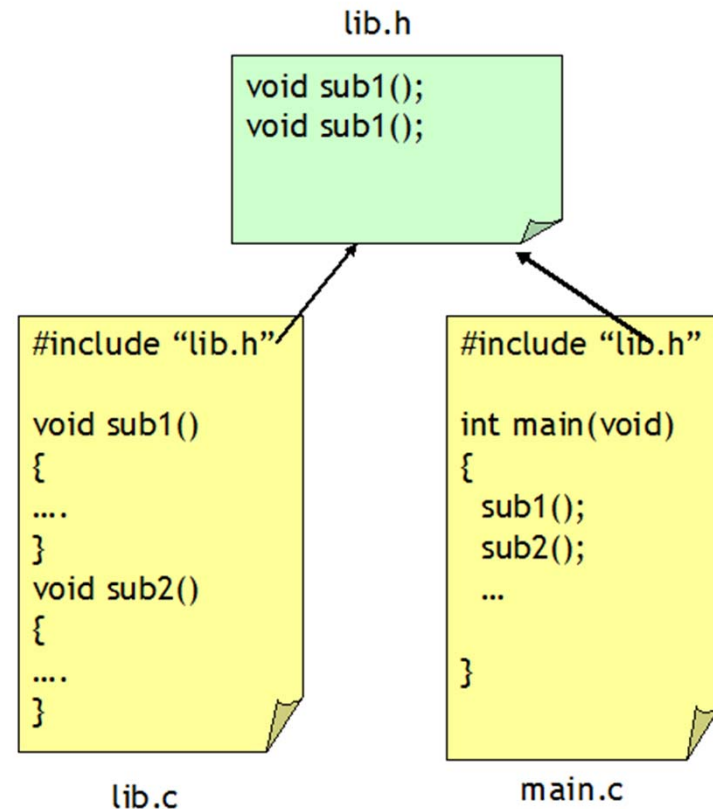 lib.h
void sub1();
void sub1();
#include “lib.h”
void sub1()
{
....
}
void sub2()
{
....
}
lib.c
#include “lib.h”
int main(void)
{
sub1();
sub2();
...
}
main.c